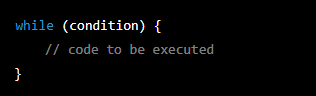 while (condition) {
    // code to be executed
}